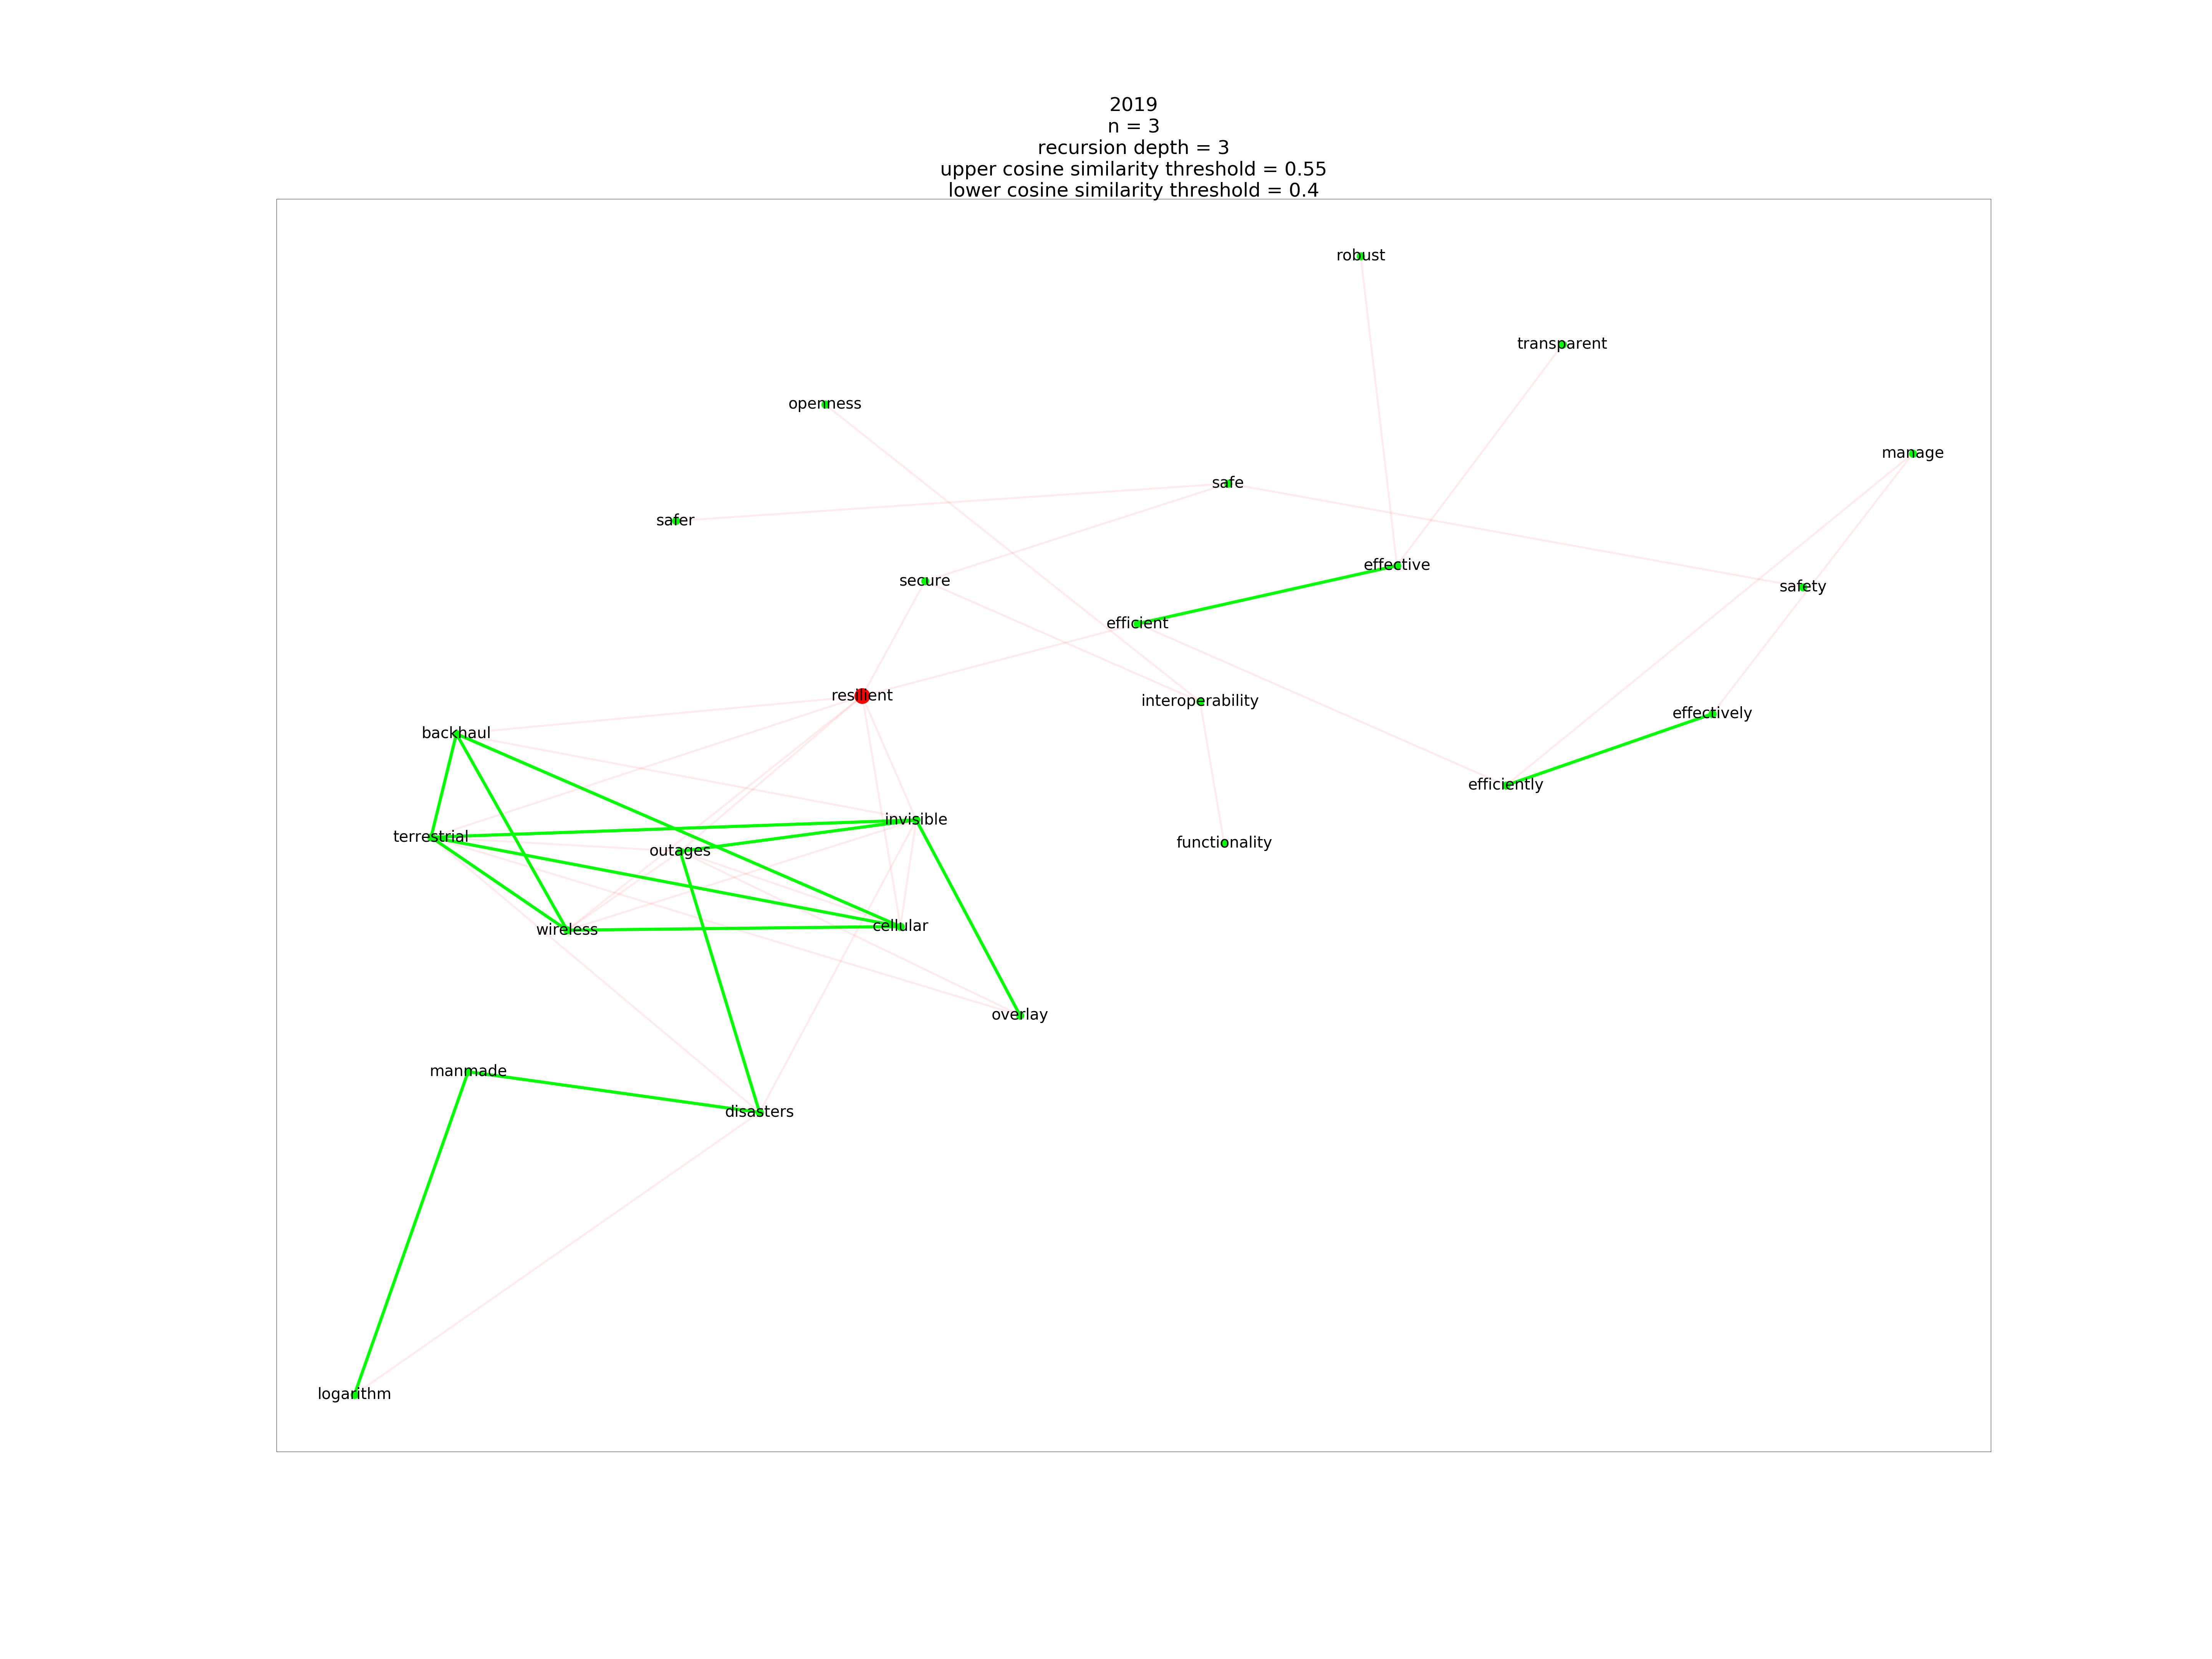 2019
n = 3
recursion depth = 3
upper cosine similarity threshold = 0.55
lower cosine similarity threshold = 0.4
robust
transparent
openness
manage
safe
safer
effective
secure
safety
efficient
resilient
interoperability
effectively
backhaul
efficiently
invisible
terrestrial
functionality
outages
cellular
wireless
overlay
manmade
disasters
logarithm